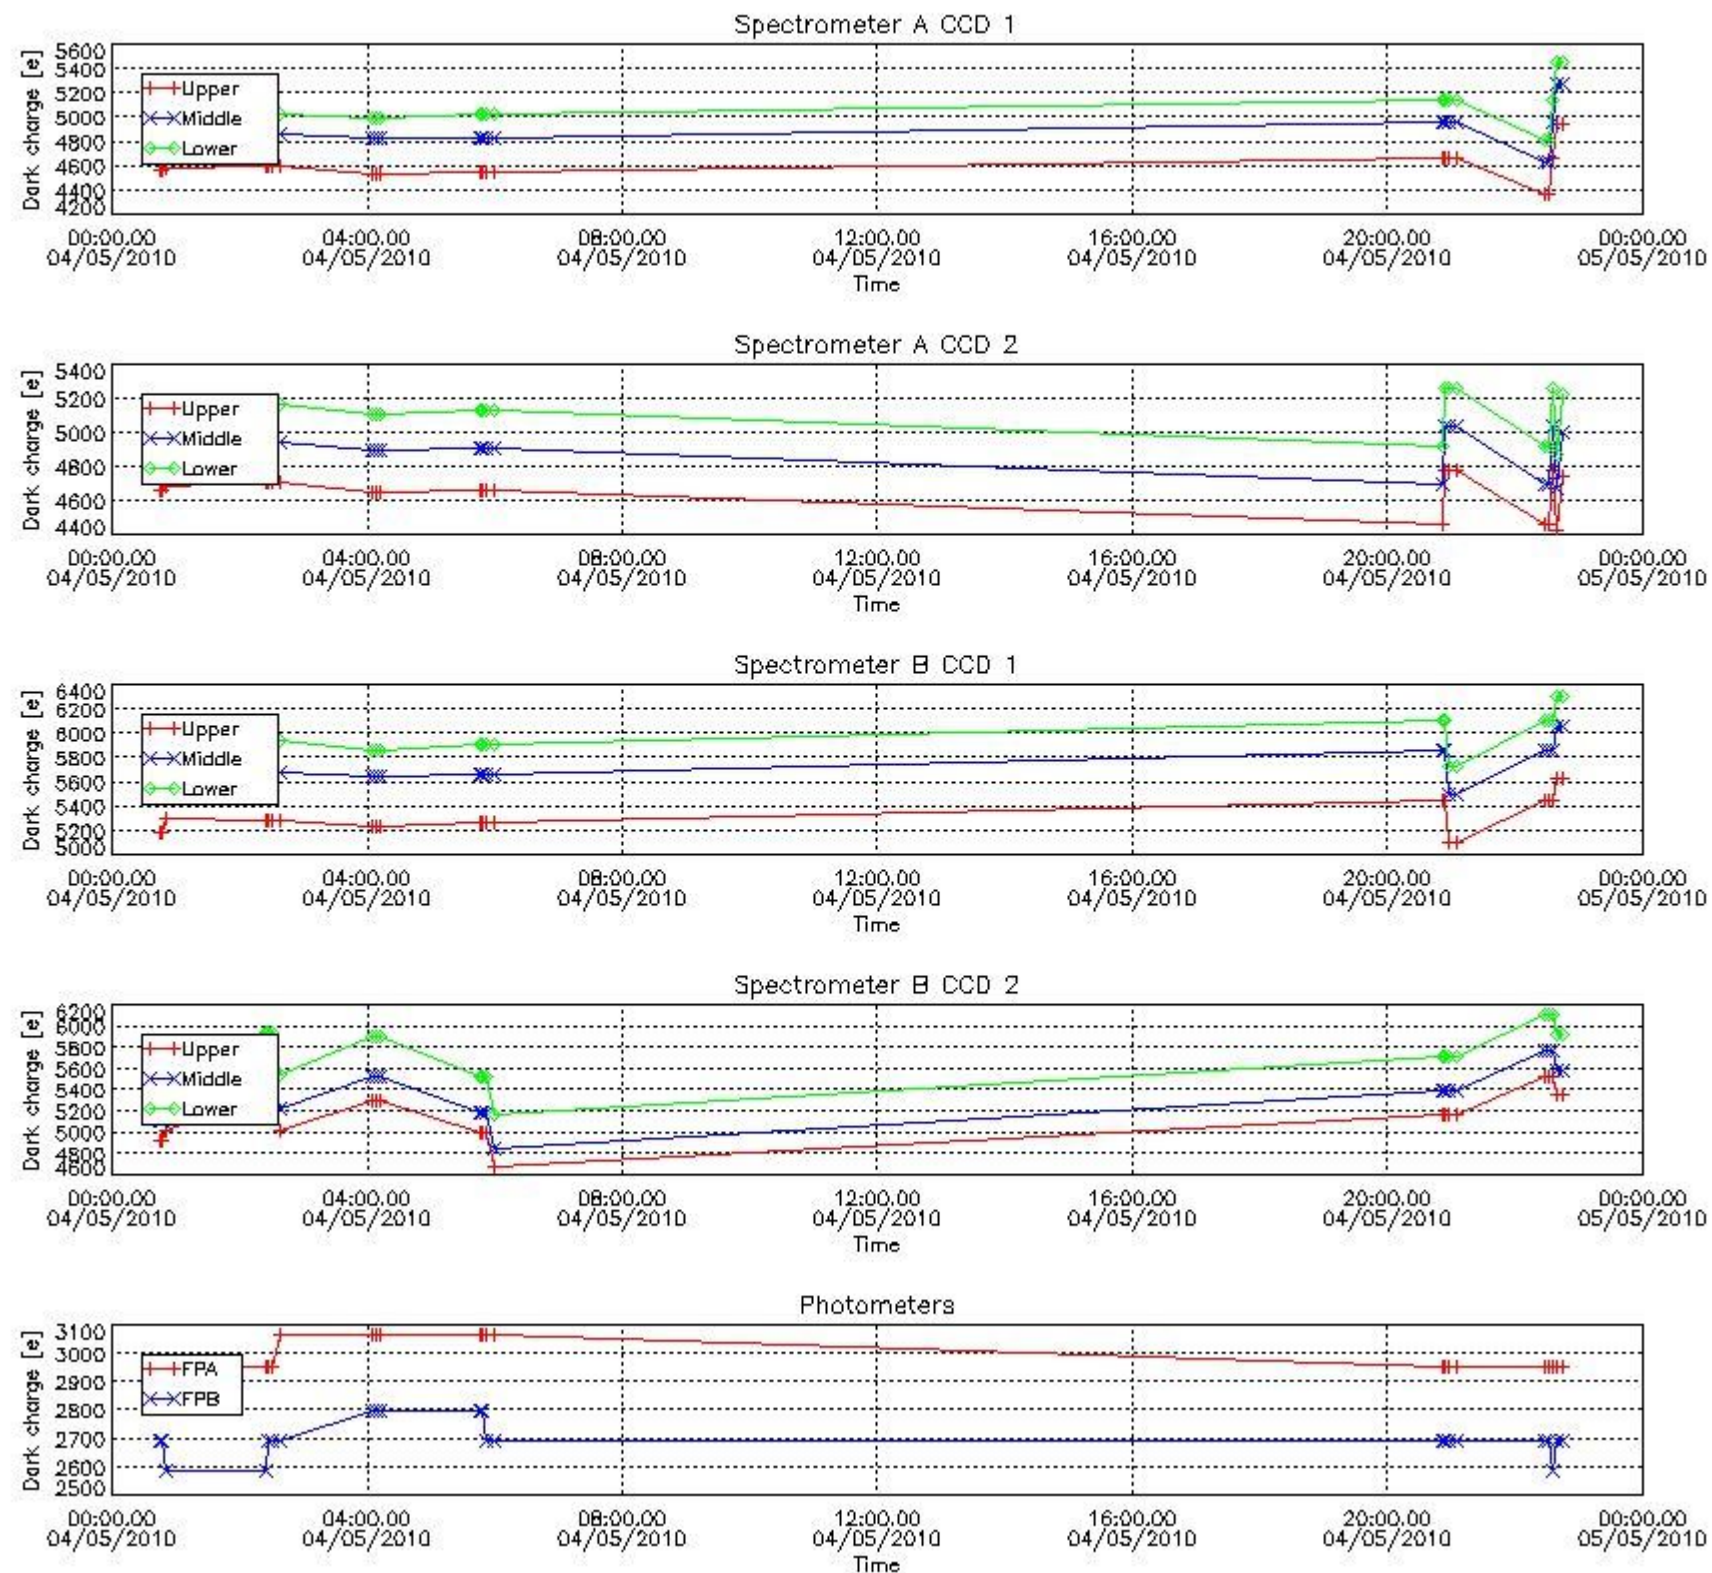 Spectrometer A CCD 1
Dark charge [e]
5600
5400
5200
5000
4800
4600
4400
4200
Upper
Middle
Lower
00:00.00 04:00.00 08:00.00 12:00.00 16:00.00 20:00.00 00:00.00
04/05/2010 04/05/2010 04/05/2010 04/05/2010 04/05/2010 04/05/2010 05/05/2010
Time
Spectrometer A CCD 2
Dark charge [e]
5400
5200
5000
4800
4600
4400
Upper
Middle
Lower
00:00.00 04:00.00 08:00.00 12:00.00 16:00.00 20:00.00 00:00.00
04/05/2010 04/05/2010 04/05/2010 04/05/2010 04/05/2010 04/05/2010 05/05/2010
Time
Spectrometer B CCD 1
Dark charge [e]
6400
6200
6000
5800
5600
5400
5200
5000
Upper
Middle
Lower
00:00.00 04:00.00 08:00.00 12:00.00 16:00.00 20:00.00 00:00.00
04/05/2010 04/05/2010 04/05/2010 04/05/2010 04/05/2010 04/05/2010 05/05/2010
Time
Spectrometer B CCD 2
Dark charge [e]
6200
6000
5800
5600
5400
5200
5000
4800
4600
Upper
Middle
Lower
00:00.00 04:00.00 08:00.00 12:00.00 16:00.00 20:00.00 00:00.00
04/05/2010 04/05/2010 04/05/2010 04/05/2010 04/05/2010 04/05/2010 05/05/2010
Time
Photometers
Dark charge [e]
3100
3000
2900
2800
2700
2600
2500
FPA
FPB
00:00.00 04:00.00 08:00.00 12:00.00 16:00.00 20:00.00 00:00.00
04/05/2010 04/05/2010 04/05/2010 04/05/2010 04/05/2010 04/05/2010 05/05/2010
Time